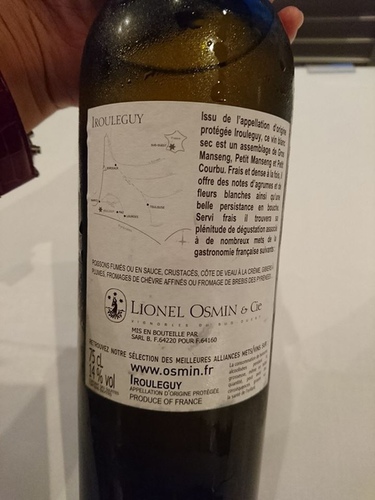 IROULEGUY
Issu de l'appellation d'origine
protégée Irouleguy, ce vin blanc
sec est un assemblage de Gros
Manseng, Petit Manseng et Petit
Courbu. Frais et dense à la fois, il
offre des notes d'agrumes et de
fleurs blanches ainsi qu'une
belle persistance en bouche.
Servi frais il trouvera sa
plénitude de dégustation associé
à de nombreux mets de la
gastronomie française suivants:
POISSONS FUMÉS OU EN SAUCE, CRUSTACÉS, CÔTE DE VEAU À LA CRÈME, GIBIER À
PLUMES, FROMAGES DE CHÈVRE AFFINÉS OU FROMAGE DE BREBIS DES PYRÉNÉES
LIONEL OSMIN & Cie
MIS EN BOUTEILLE PAR
SARL B. F.64220 POUR F.64160
RETROUVEZ NOTRE SÉLECTION DES MEILLEURES ALLIANCES METS/VINS SUR
www.osmin.fr
75 cl
14 % vol
IROULEGUY
APPELLATION D'ORIGINE PROTÉGÉE
PRODUCE OF FRANCE